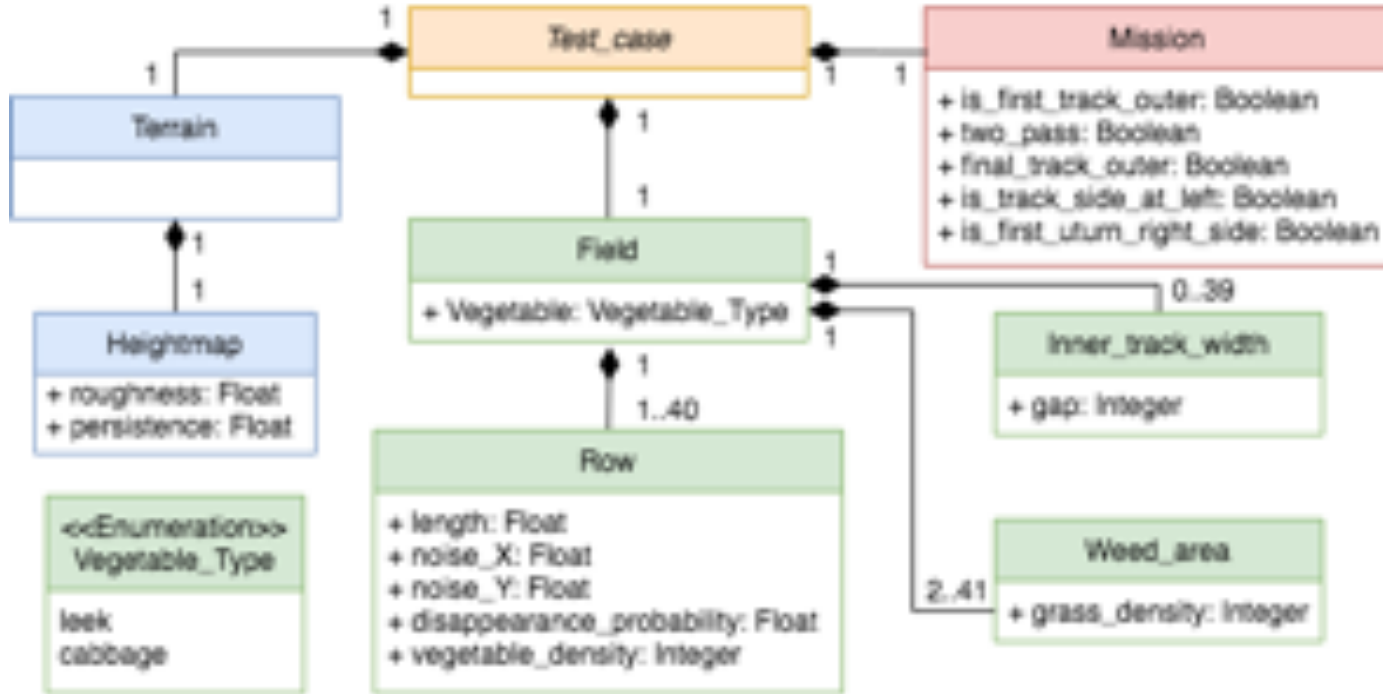 1
Test_case
1
1
1
Mission
+ is_first_track_outer: Boolean
+ two_pass: Boolean
+ final_track_outer: Boolean
+ is_track_side_at_left: Boolean
+ is_first_uturn_right_side: Boolean
Terrain
1
1
1
1
Heightmap
+ roughness: Float
+ persistence: Float
Field
+ Vegetable: Vegetable_Type
1
1
0..39
Inner_track_width
+ gap: Integer
1
1..40
Row
+ length: Float
+ noise_X: Float
+ noise_Y: Float
+ disappearance_probability: Float
+ vegetable_density: Integer
<<Enumeration>>
Vegetable_Type
leek
cabbage
2..41
Weed_area
+ grass_density: Integer